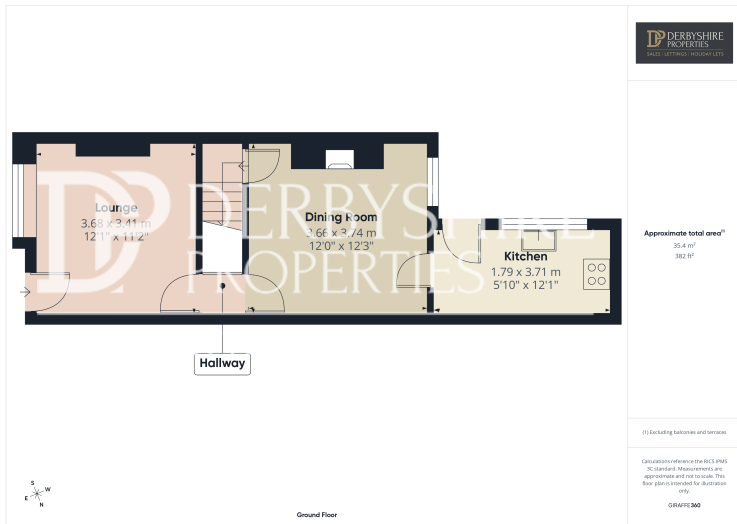 DERBYSHIRE
PROPERTIES
SALES | LETTINGS | HOLIDAY LETS
DERBYSHIRE
PROPERTIES
Lounge
3.68 x 3.41 m
12'1" x 11'2"
Dining Room
3.66 x 3.74 m
12'0" x 12'3"
Kitchen
1.79 x 3.71 m
5'10" x 12'1"
Hallway
Approximate total area(1)
35.4 m²
382 ft²
(1) Excluding balconies and terraces
Calculations reference the RICS IPMS
3C standard. Measurements are
approximate and not to scale. This
floor plan is intended for illustration
only.
GIRAFFE360
S
W
E
N
Ground Floor